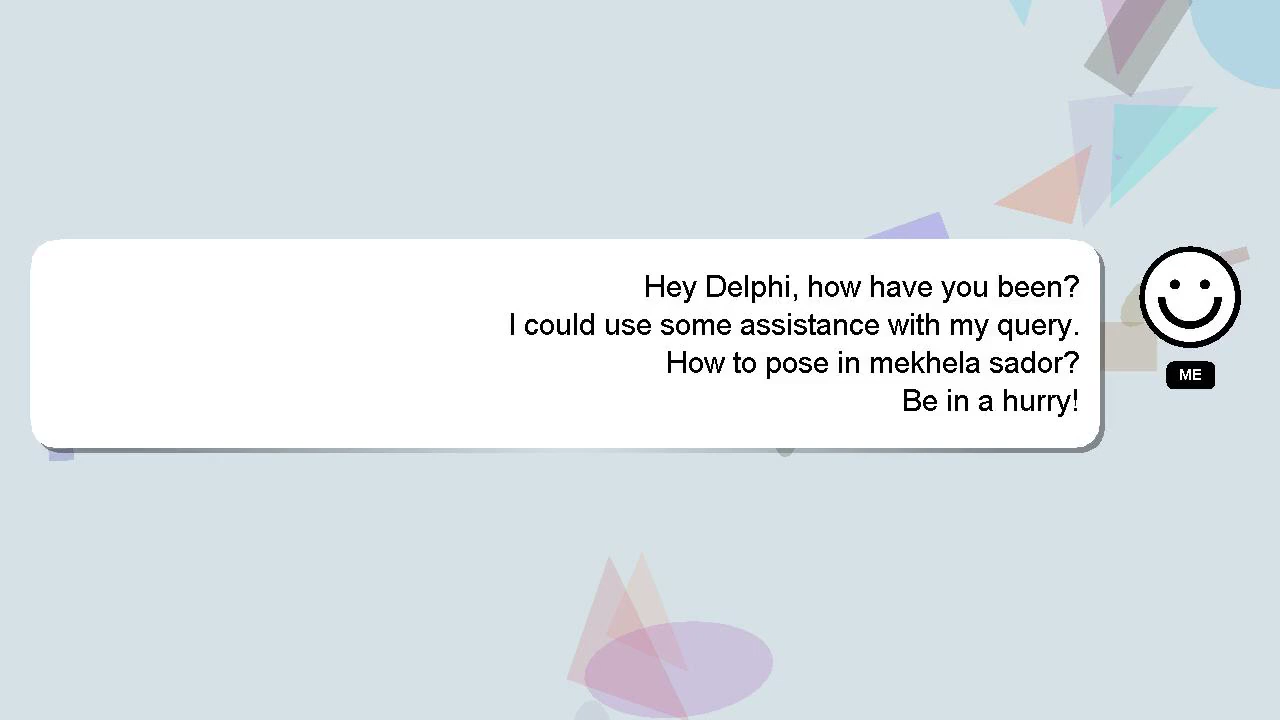 Hey Delphi, how have you been?
I could use some assistance with my query.
How to pose in mekhela sador?
Be in a hurry!
ME